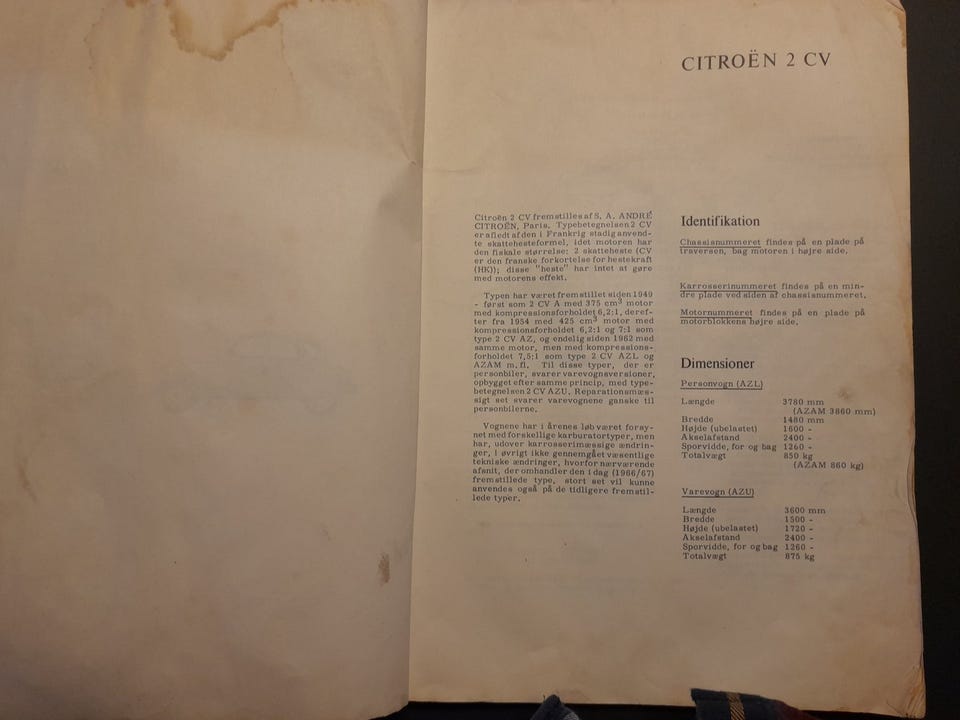 CITROËN 2 CV
Citroën 2 CV fremstilles af S. A. ANDRÉ
CITROËN, Paris. Typebetegnelsen 2 CV
er afledt af den i Frankrig stadig anvend-
te skattehesteformel, idet motoren har
den fiskale størrelse: 2 skatteheste (CV
er den franske forkortelse for hestekraft
(HK)); disse "heste" har intet at gøre
med motorens effekt.
Typen har været fremstillet siden 1949
- først som 2 CV A med 375 cm³ motor
med kompressionsforholdet 6,2:1, deref-
ter fra 1954 med 425 cm³ motor med
kompressionsforholdet 6,2:1 og 7:1 som
type 2 CV AZ, og endelig siden 1962 med
samme motor, men med kompressions-
forholdet 7,5:1 som type 2 CV AZL og
AZAM m. fl. Til disse typer, der er
personbiler, svarer varevognsversioner,
opbygget efter samme princip, med type-
betegnelsen 2 CV AZU. Reparationsmæs-
sigt set svarer varevognene ganske til
personbilerne.
Vognene har i årenes løb været forsy-
net med forskellige karburatortyper, men
har, udover karrosserimæssige ændrin-
ger, i øvrigt ikke gennemgået væsentlige
tekniske ændringer, hvorfor nærværende
afsnit, der omhandler den i dag (1966/67)
fremstillede type, stort set vil kunne
anvendes også på de tidligere fremstil-
lede typer.
Identifikation
Chassisnummeret findes på en plade på
traversen, bag motoren i højre side.
Karrosserinummeret findes på en min-
dre plade ved siden af chassisnummeret.
Motornummeret findes på en plade på
motorblokkens højre side.
Dimensioner
Personvogn (AZL)
Længde 3780 mm
(AZAM 3860 mm)
Bredde 1480 mm
Højde (ubelastet) 1600 -
Akselafstand 2400 -
Sporvidde, for og bag 1260 -
Totalvægt 850 kg
(AZAM 860 kg)
Varevogn (AZU)
Længde 3600 mm
Bredde 1500 -
Højde (ubelastet) 1720 -
Akselafstand 2400 -
Sporvidde, for og bag 1260 -
Totalvægt 875 kg